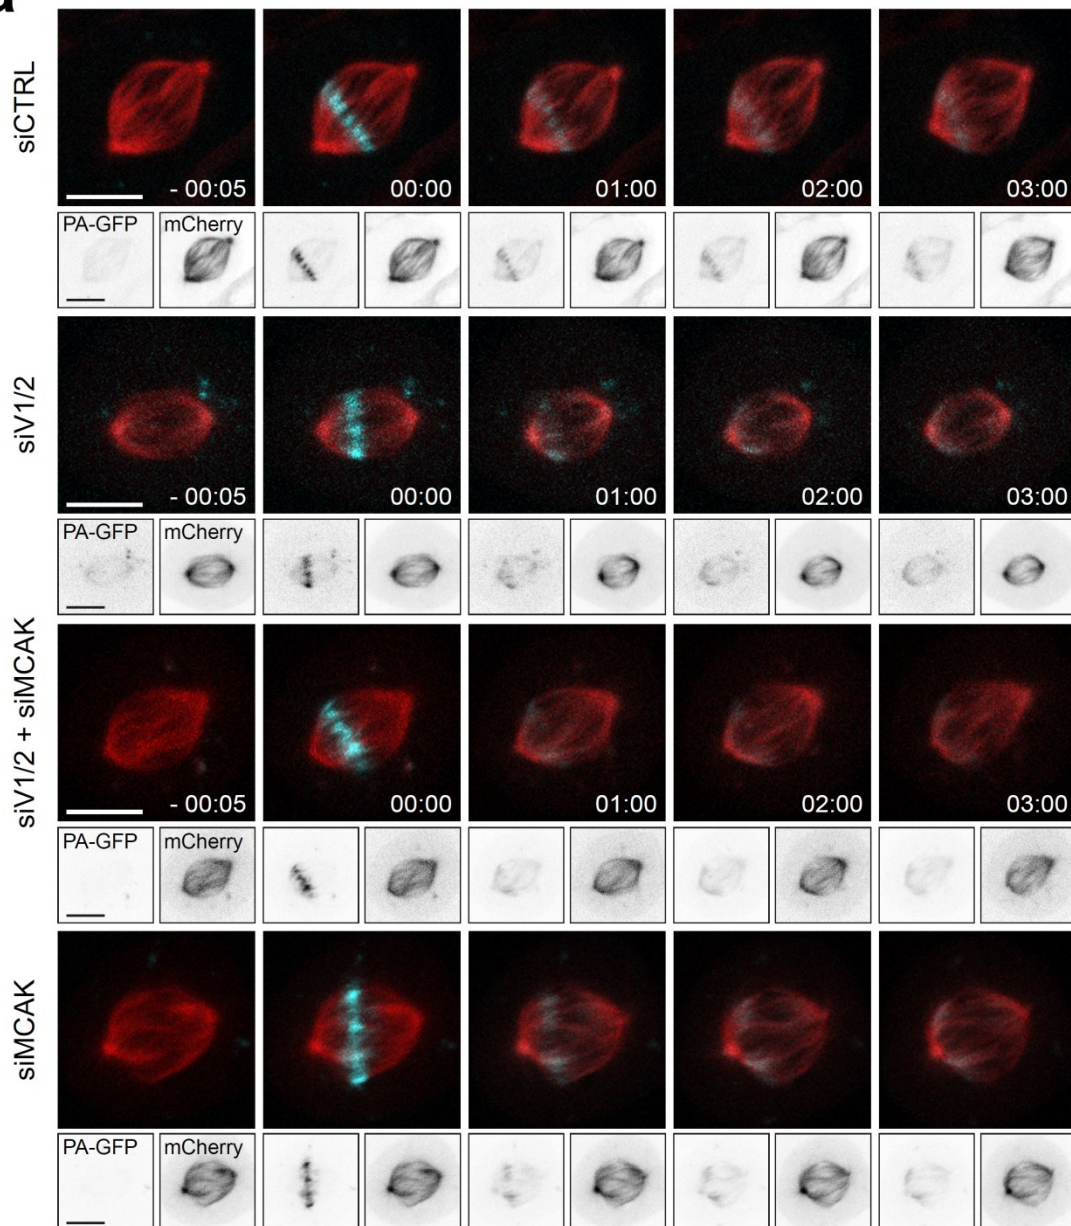 a
siCTRL
- 00:05
00:00
01:00
02:00
03:00
PA-GFP
mCherry
siV1/2
- 00:05
00:00
01:00
02:00
03:00
PA-GFP
mCherry
siV1/2 + siMCAK
- 00:05
00:00
01:00
02:00
03:00
PA-GFP
mCherry
siMCAK
PA-GFP
mCherry